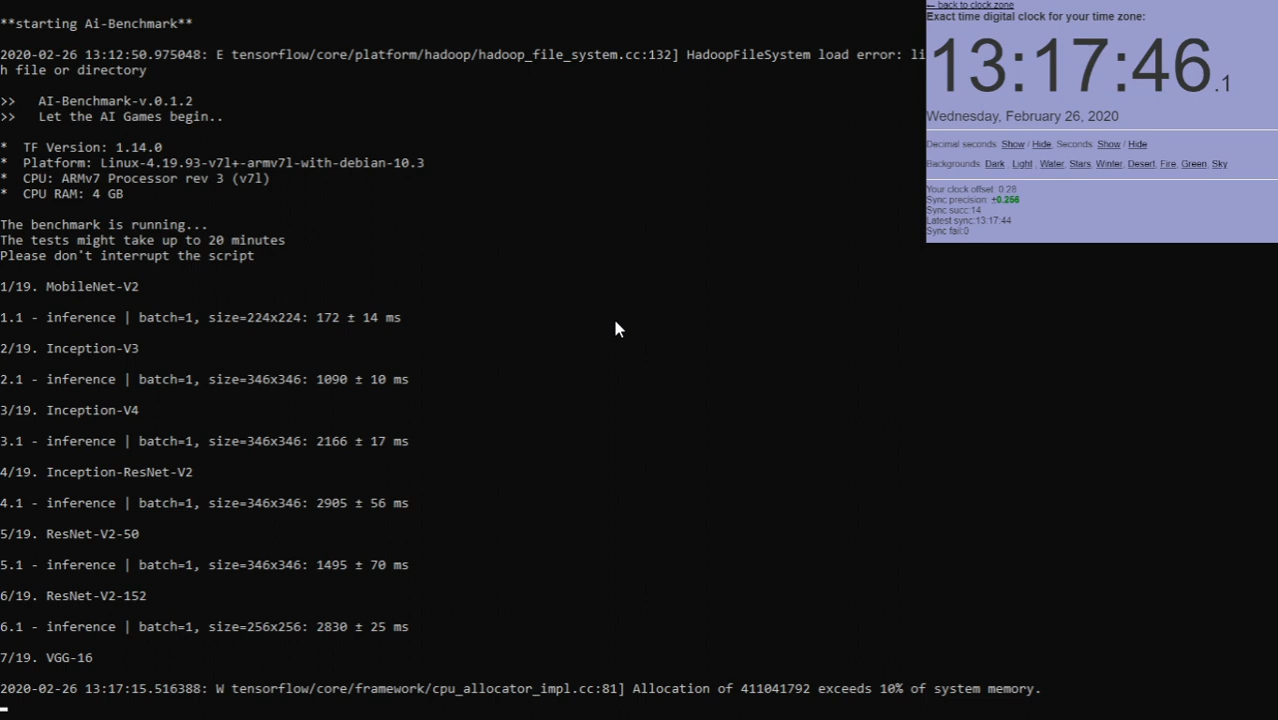 **starting Ai-Benchmark**
2020-02-26 13:12:50.975048: E tensorflow/core/platform/hadoop/hadoop_file_system.cc:132] HadoopFileSystem load error: li
h file or directory
>>   AI-Benchmark-v.0.1.2
>>   Let the AI Games begin..
*  TF Version: 1.14.0
*  Platform: Linux-4.19.93-v7l+-armv7l-with-debian-10.3
*  CPU: ARMv7 Processor rev 3 (v7l)
*  CPU RAM: 4 GB
The benchmark is running...
The tests might take up to 20 minutes
Please don't interrupt the script
1/19. MobileNet-V2
1.1 - inference | batch=1, size=224x224: 172 ± 14 ms
2/19. Inception-V3
2.1 - inference | batch=1, size=346x346: 1090 ± 10 ms
3/19. Inception-V4
3.1 - inference | batch=1, size=346x346: 2166 ± 17 ms
4/19. Inception-ResNet-V2
4.1 - inference | batch=1, size=346x346: 2905 ± 56 ms
5/19. ResNet-V2-50
5.1 - inference | batch=1, size=346x346: 1495 ± 70 ms
6/19. ResNet-V2-152
6.1 - inference | batch=1, size=256x256: 2830 ± 25 ms
7/19. VGG-16
2020-02-26 13:17:15.516388: W tensorflow/core/framework/cpu_allocator_impl.cc:81] Allocation of 411041792 exceeds 10% of system memory.
← back to clock zone
Exact time digital clock for your time zone:
13:17:46.1
Wednesday, February 26, 2020
Decimal seconds: Show / Hide, Seconds: Show / Hide
Backgrounds: Dark, Light, Water, Stars, Winter, Desert, Fire, Green, Sky
Your clock offset: 0.28
Sync precision: ±0.256
Sync succ:14
Latest sync:13:17:44
Sync fail:0